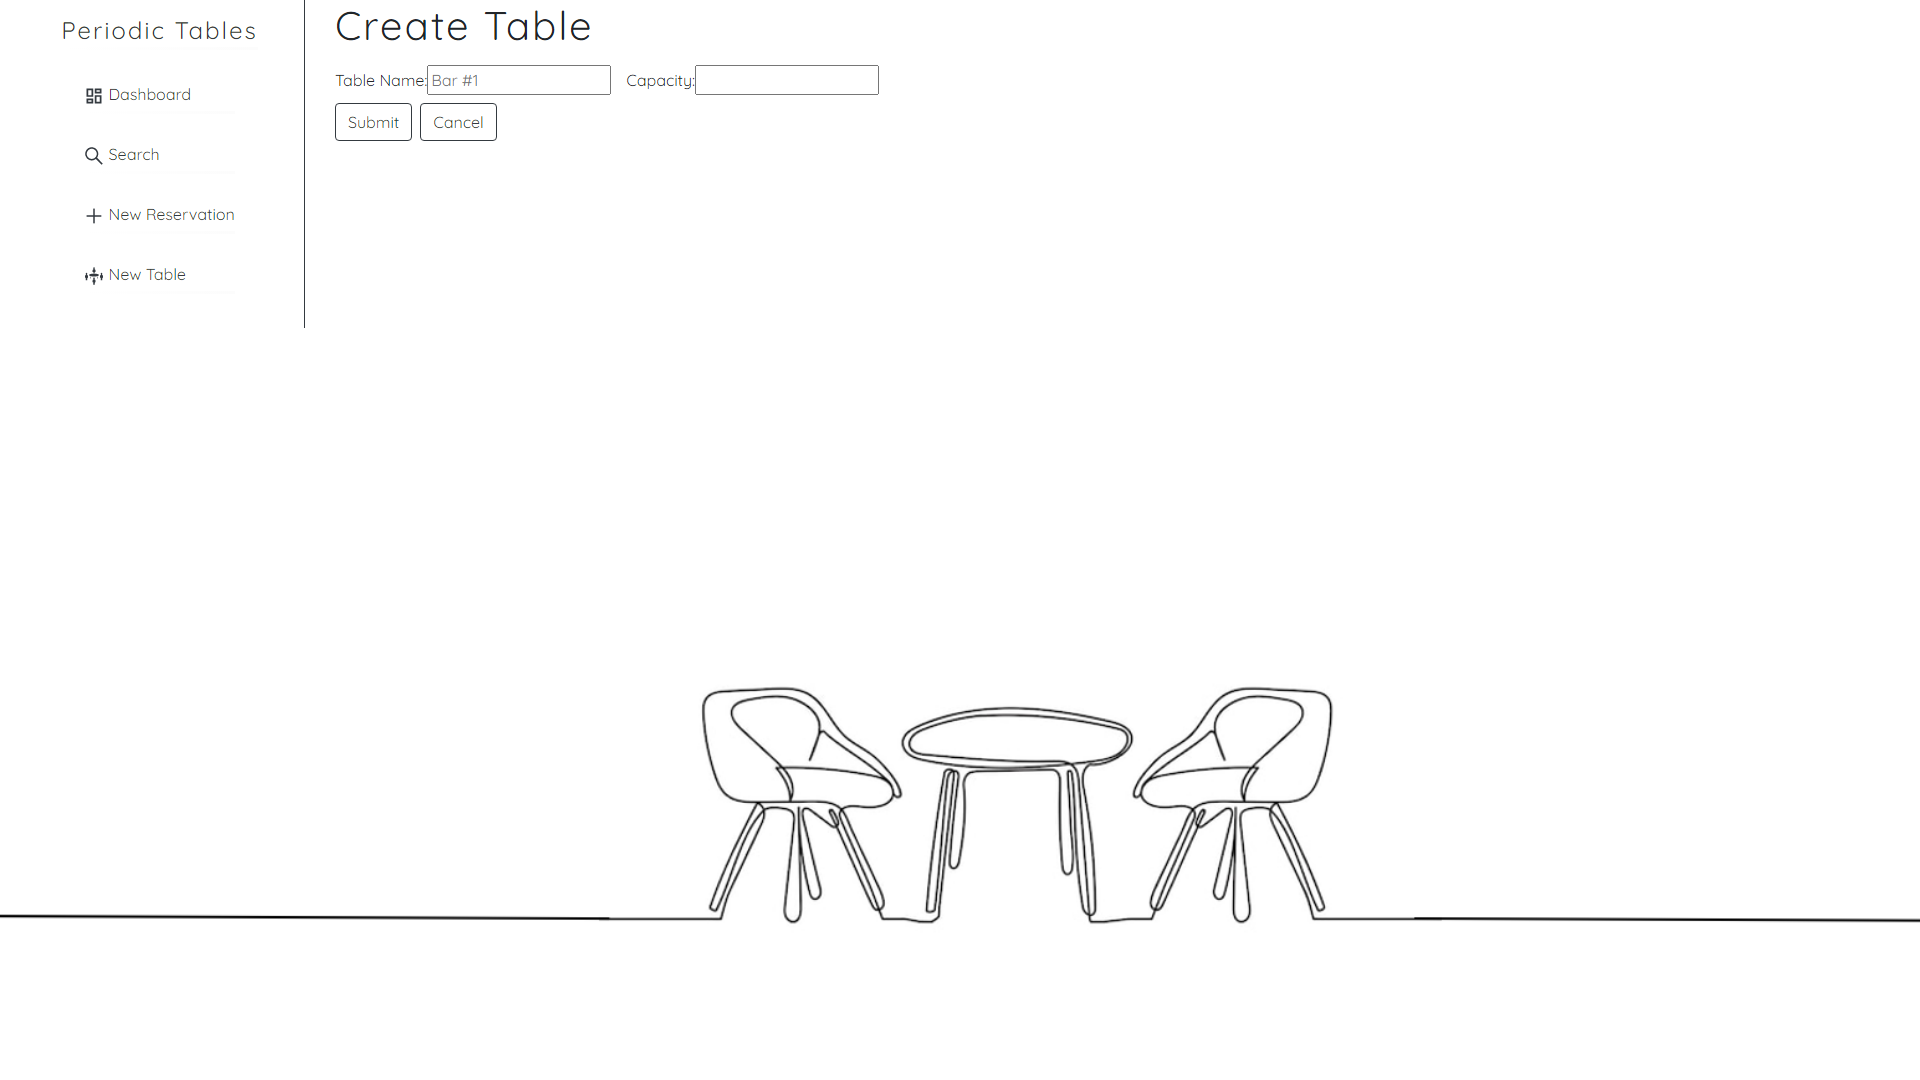 Periodic Tables
Dashboard
Search
New Reservation
New Table
Create Table
Table Name: Bar #1 Capacity:
Submit Cancel